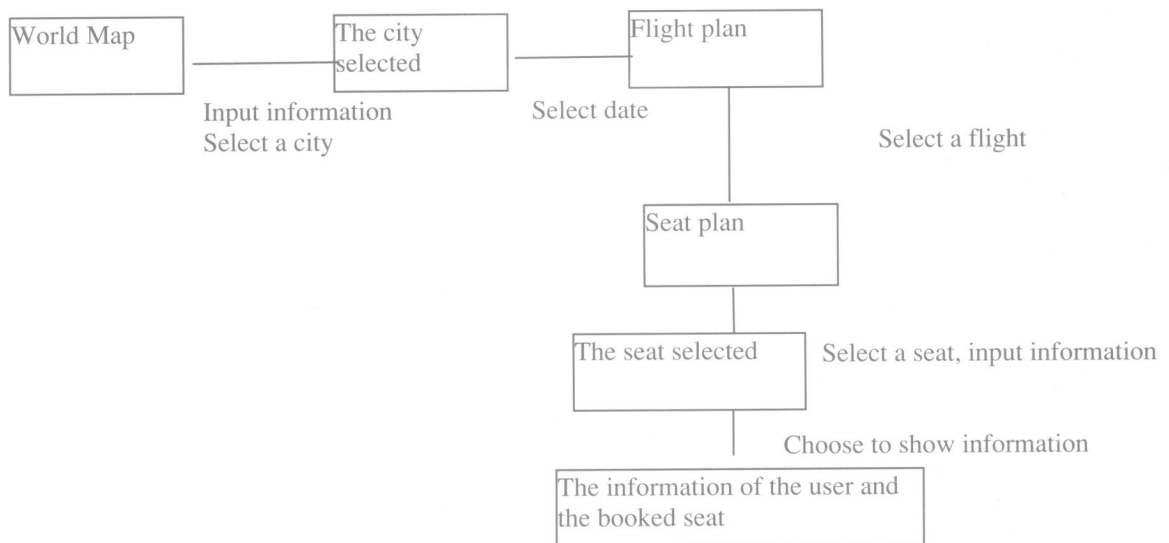 World Map
The city
selected
Flight plan
Input information
Select a city
Select date
Select a flight
Seat plan
The seat selected
Select a seat, input information
Choose to show information
The information of the user and
the booked seat